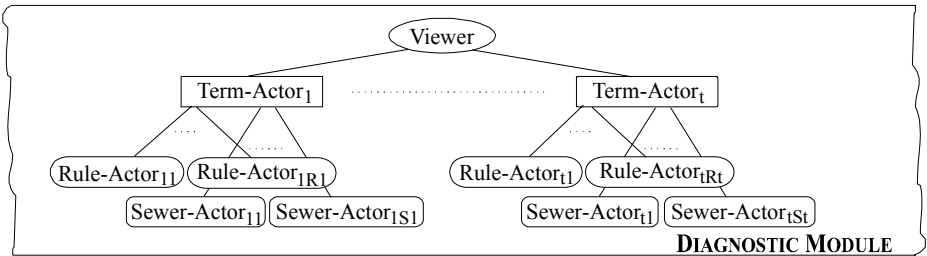 Viewer
Term-Actor1 Term-Actort
Rule-Actor11 Rule-Actor1R1 Rule-Actort1 Rule-ActortRt
Sewer-Actor11 Sewer-Actor1S1 Sewer-Actort1 Sewer-ActortSt
DIAGNOSTIC MODULE